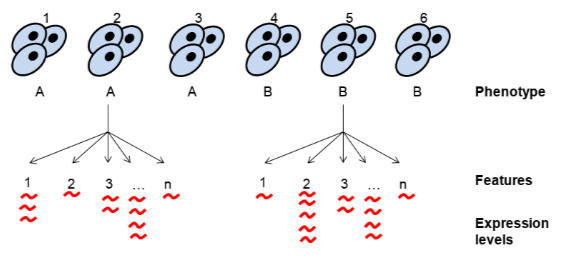 1 2 3 4 5 6
A A A B B B Phenotype
1 2 3 ... n 1 2 3 ... n Features
Expression
levels